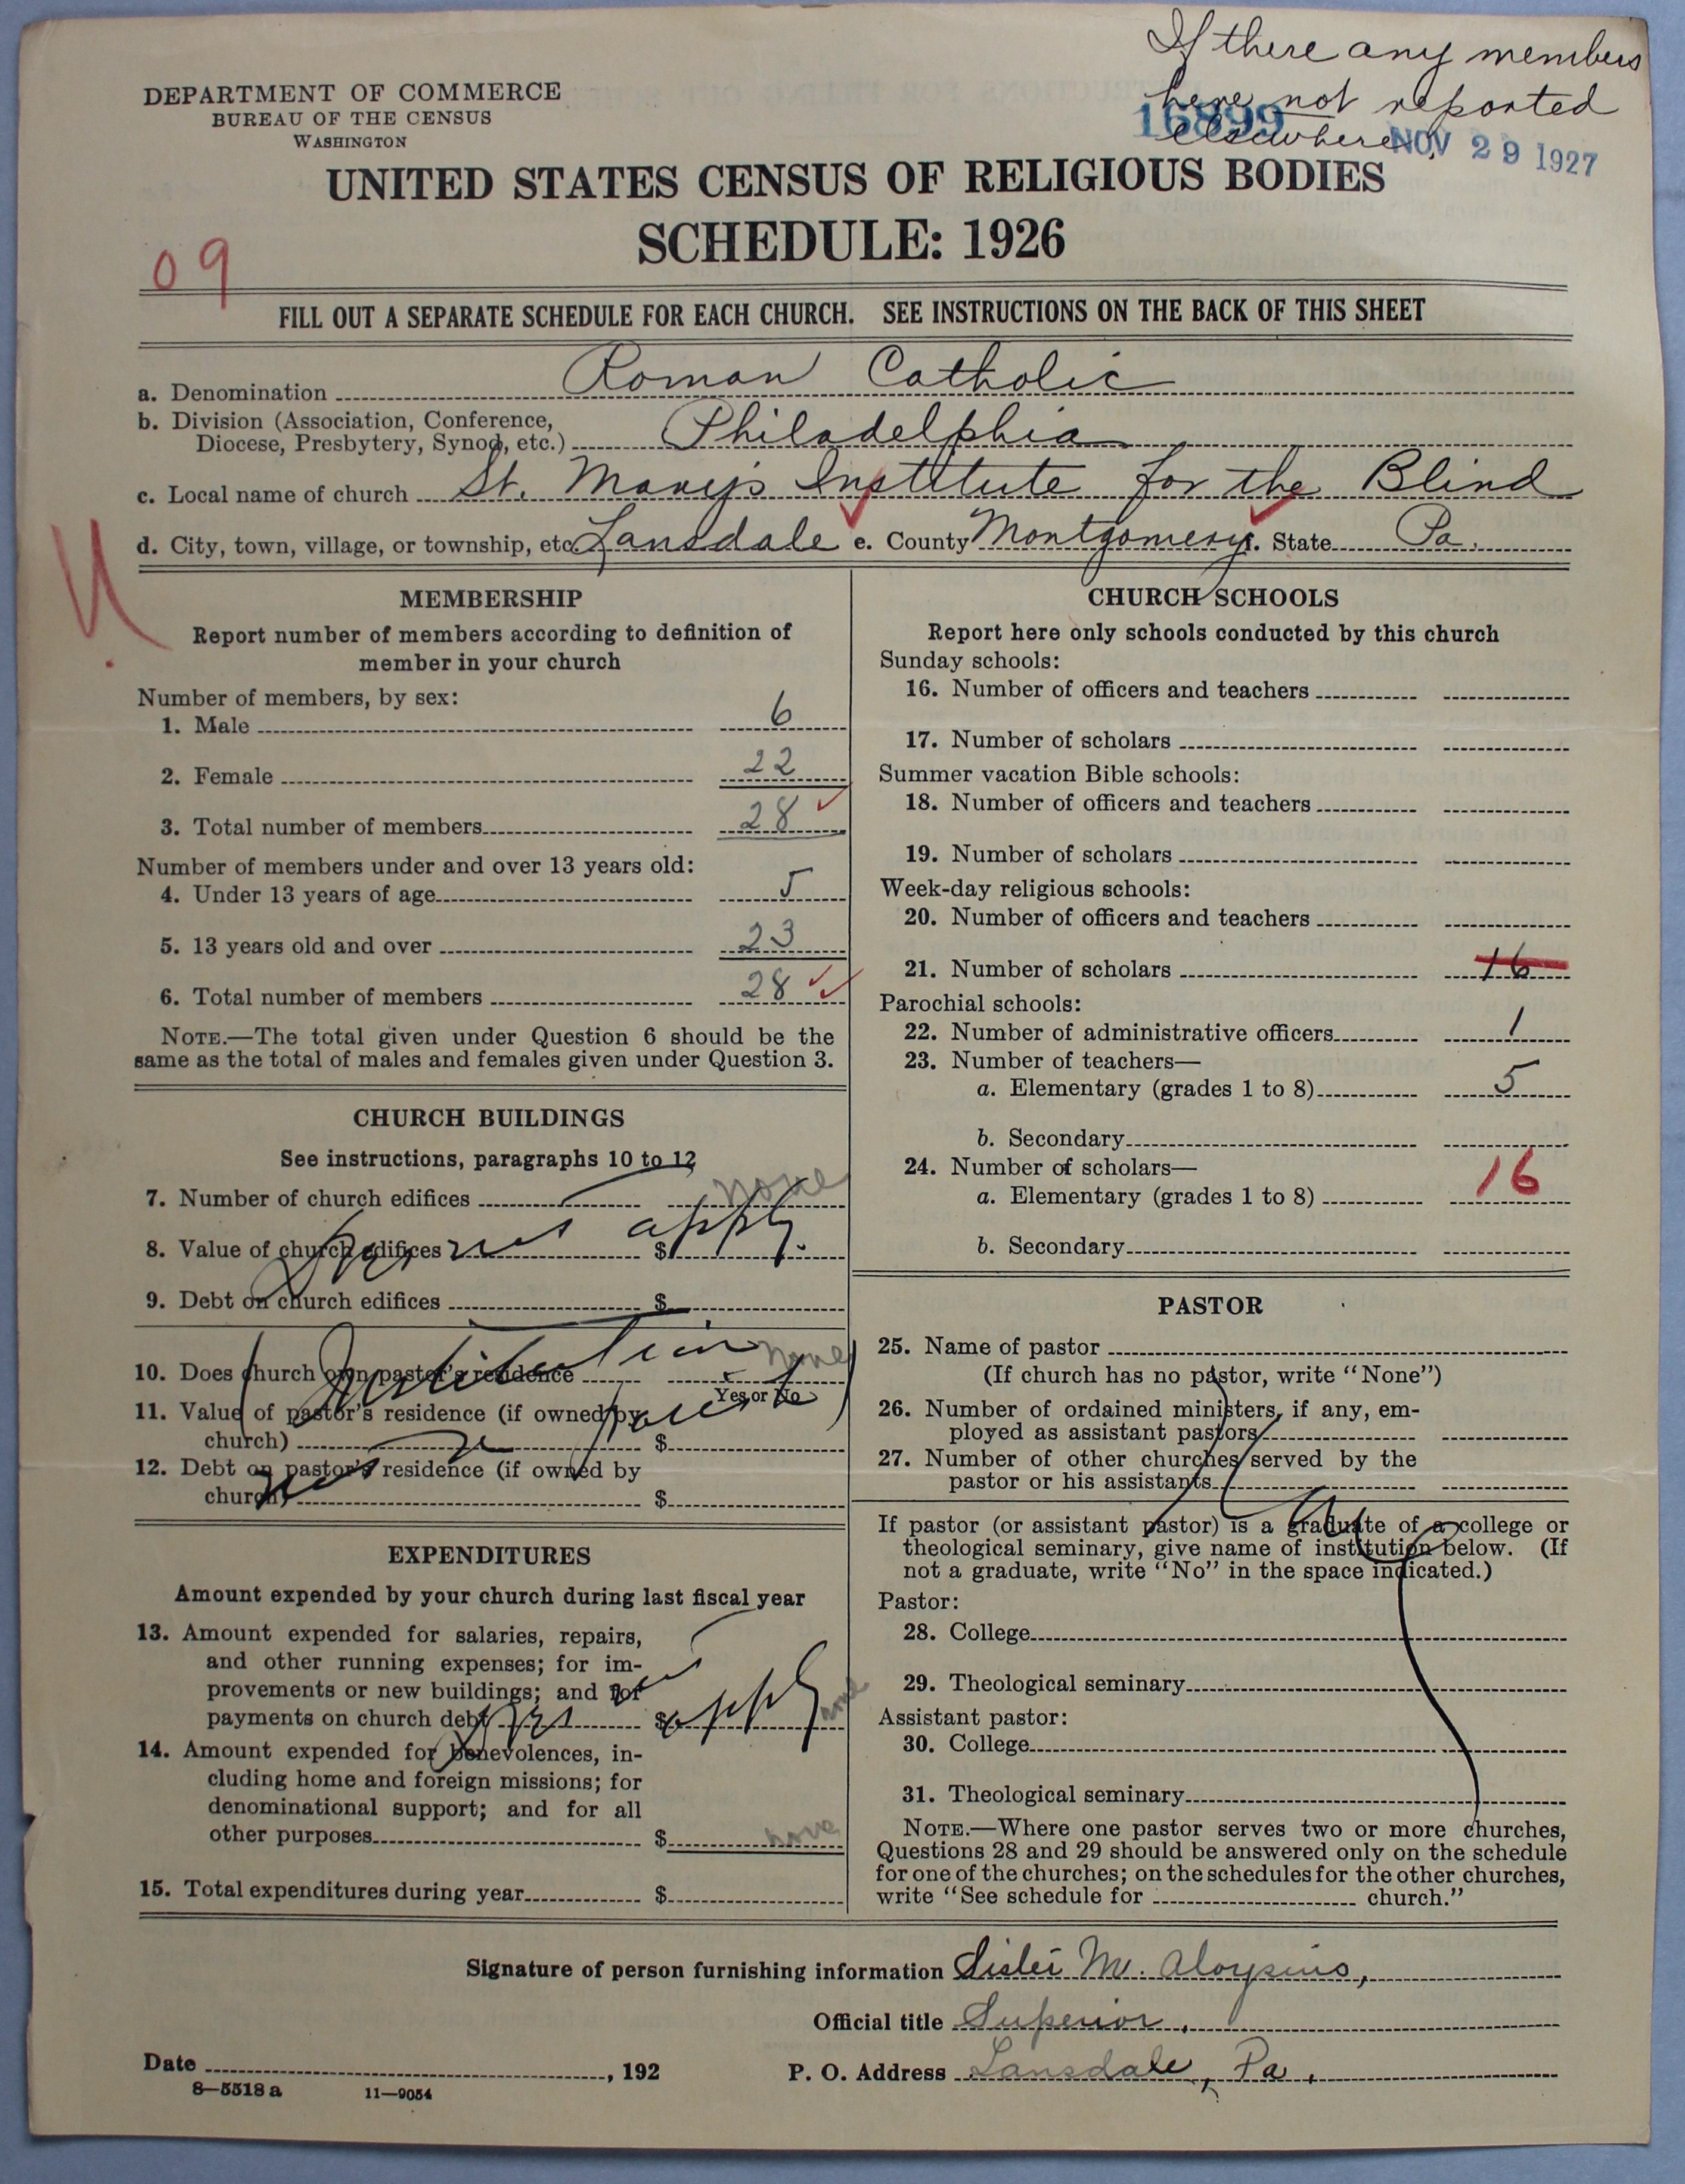 If there any members
here not reported
elsewhere?
DEPARTMENT OF COMMERCE
BUREAU OF THE CENSUS
WASHINGTON
16899
NOV 29 1927
UNITED STATES CENSUS OF RELIGIOUS BODIES
SCHEDULE: 1926
09
FILL OUT A SEPARATE SCHEDULE FOR EACH CHURCH. SEE INSTRUCTIONS ON THE BACK OF THIS SHEET
a. Denomination Roman Catholic
b. Division (Association, Conference,
Diocese, Presbytery, Synod, etc.) Philadelphia
c. Local name of church St. Mary's Institute for the Blind
d. City, town, village, or township, etc. Lansdale e. County Montgomery f. State Pa.
MEMBERSHIP
Report number of members according to definition of
member in your church
Number of members, by sex:
1. Male 6
2. Female 22
3. Total number of members 28
Number of members under and over 13 years old:
4. Under 13 years of age 5
5. 13 years old and over 23
6. Total number of members 28
NOTE.—The total given under Question 6 should be the
same as the total of males and females given under Question 3.
CHURCH BUILDINGS
See instructions, paragraphs 10 to 12
7. Number of church edifices none
8. Value of church edifices $
Does not apply.
9. Debt on church edifices $
(Institution
10. Does church own pastor's residence none
Yes or No
not a parish)
11. Value of pastor's residence (if owned by
church) $
12. Debt on pastor's residence (if owned by
church) $
EXPENDITURES
Amount expended by your church during last fiscal year
13. Amount expended for salaries, repairs,
and other running expenses; for im-
provements or new buildings; and for
payments on church debt $ none
Does not apply
14. Amount expended for benevolences, in-
cluding home and foreign missions; for
denominational support; and for all
other purposes $ none
15. Total expenditures during year $
CHURCH SCHOOLS
Report here only schools conducted by this church
Sunday schools:
16. Number of officers and teachers
17. Number of scholars
Summer vacation Bible schools:
18. Number of officers and teachers
19. Number of scholars
Week-day religious schools:
20. Number of officers and teachers
21. Number of scholars 16
Parochial schools:
22. Number of administrative officers 1
23. Number of teachers—
a. Elementary (grades 1 to 8) 5
b. Secondary
24. Number of scholars—
a. Elementary (grades 1 to 8) 16
b. Secondary
PASTOR
25. Name of pastor
(If church has no pastor, write "None")
26. Number of ordained ministers, if any, em-
ployed as assistant pastors
27. Number of other churches served by the
pastor or his assistants
If pastor (or assistant pastor) is a graduate of a college or
theological seminary, give name of institution below. (If
not a graduate, write "No" in the space indicated.)
Pastor:
28. College
29. Theological seminary
Assistant pastor:
30. College
31. Theological seminary
NOTE.—Where one pastor serves two or more churches,
Questions 28 and 29 should be answered only on the schedule
for one of the churches; on the schedules for the other churches,
write "See schedule for church."
Signature of person furnishing information Sister M. Aloysius,
Official title Superior.
Date , 192
P. O. Address Lansdale, Pa.
8—5518 a 11—9054